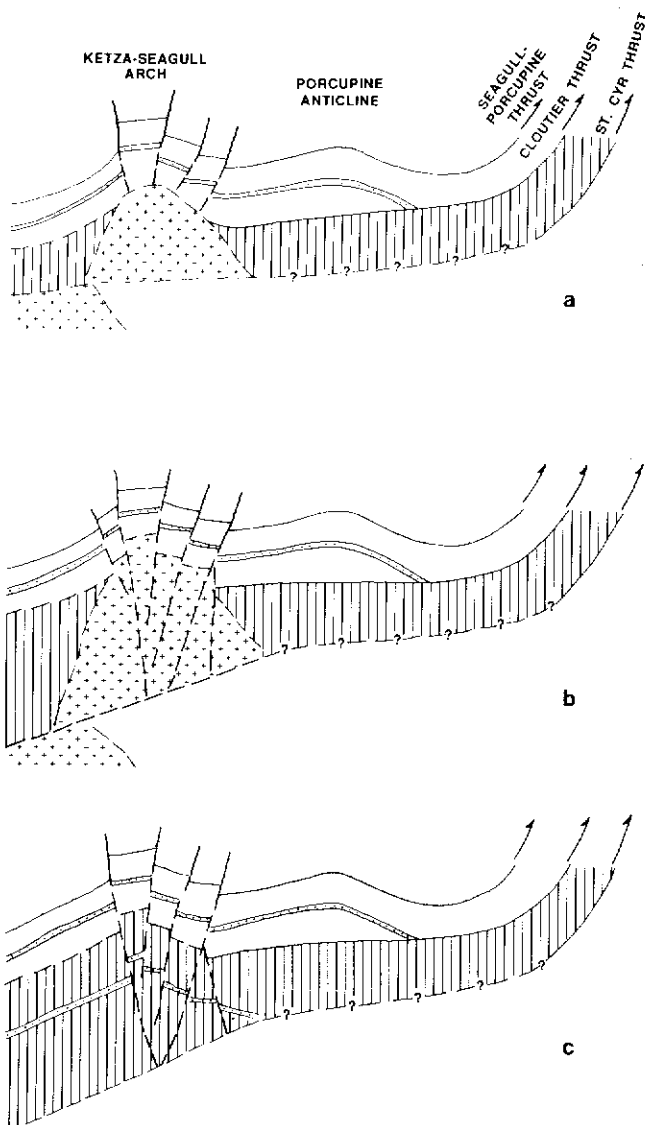 KETZA-SEAGULL
ARCH
PORCUPINE
ANTICLINE
SEAGULL-
PORCUPINE
THRUST
CLOUTIER THRUST
ST. CYR THRUST
? ? ? ? ?
a
? ? ? ? ? ?
b
? ? ? ? ?
c